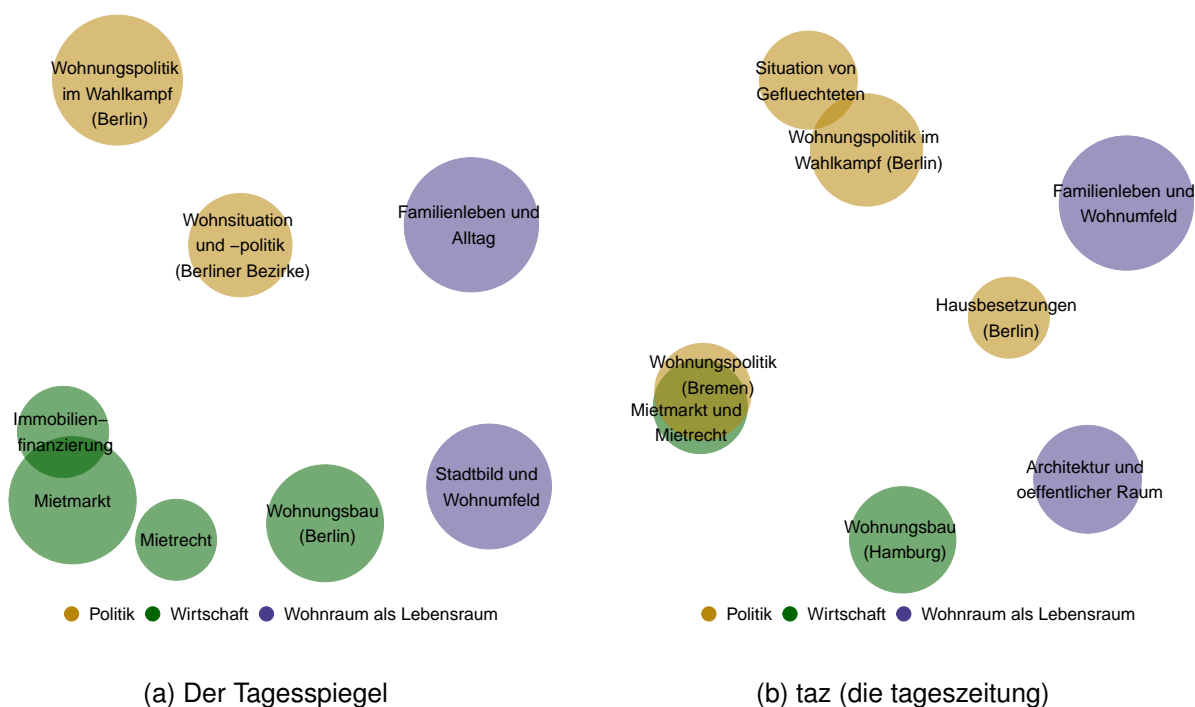 Wohnungspolitik
im Wahlkampf
(Berlin)
Wohnsituation
und −politik
(Berliner Bezirke)
Familienleben und
Alltag
Immobilien−
finanzierung
Mietmarkt
Mietrecht
Wohnungsbau
(Berlin)
Stadtbild und
Wohnumfeld
Politik Wirtschaft Wohnraum als Lebensraum
(a) Der Tagesspiegel
Situation von
Gefluechteten
Wohnungspolitik im
Wahlkampf (Berlin)
Familienleben und
Wohnumfeld
Hausbesetzungen
(Berlin)
Wohnungspolitik
(Bremen)
Mietmarkt und
Mietrecht
Architektur und
oeffentlicher Raum
Wohnungsbau
(Hamburg)
Politik Wirtschaft Wohnraum als Lebensraum
(b) taz (die tageszeitung)